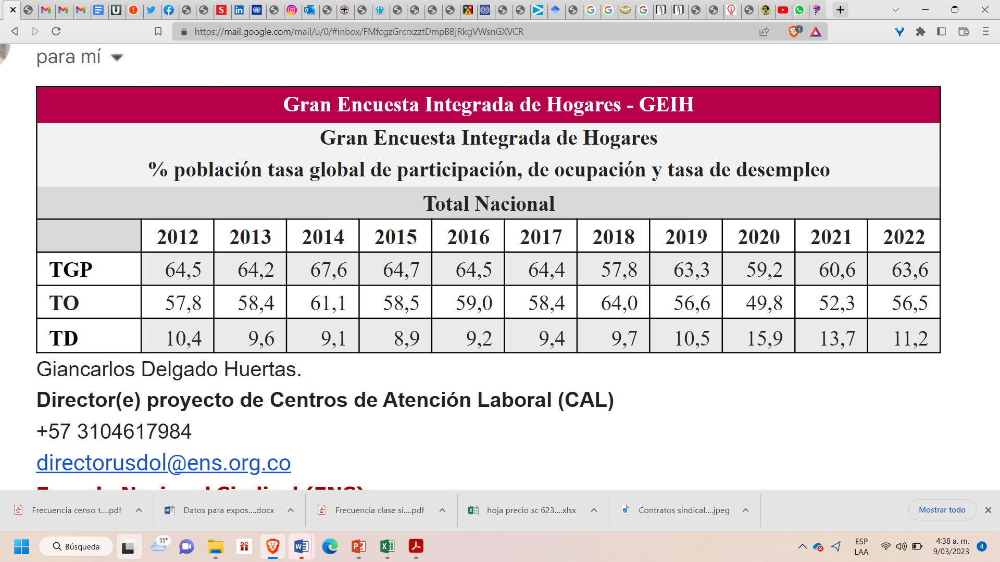 https://mail.google.com/mail/u/0/#inbox/FMfcgzGrcrxzztDmpBBjRkgVWsnGXVCR
1
para mí
Gran Encuesta Integrada de Hogares - GEIH
Gran Encuesta Integrada de Hogares
% población tasa global de participación, de ocupación y tasa de desempleo
Total Nacional
2012 2013 2014 2015 2016 2017 2018 2019 2020 2021 2022
TGP 64,5 64,2 67,6 64,7 64,5 64,4 57,8 63,3 59,2 60,6 63,6
TO 57,8 58,4 61,1 58,5 59,0 58,4 64,0 56,6 49,8 52,3 56,5
TD 10,4 9,6 9,1 8,9 9,2 9,4 9,7 10,5 15,9 13,7 11,2
Giancarlos Delgado Huertas.
Director(e) proyecto de Centros de Atención Laboral (CAL)
+57 3104617984
directorusdol@ens.org.co
Frecuencia censo t....pdf Datos para expos....docx Frecuencia clase si....pdf hoja precio sc 623....xlsx Contratos sindical....jpeg Mostrar todo
Búsqueda 11° ESP LAA 4:38 a. m. 9/03/2023 4